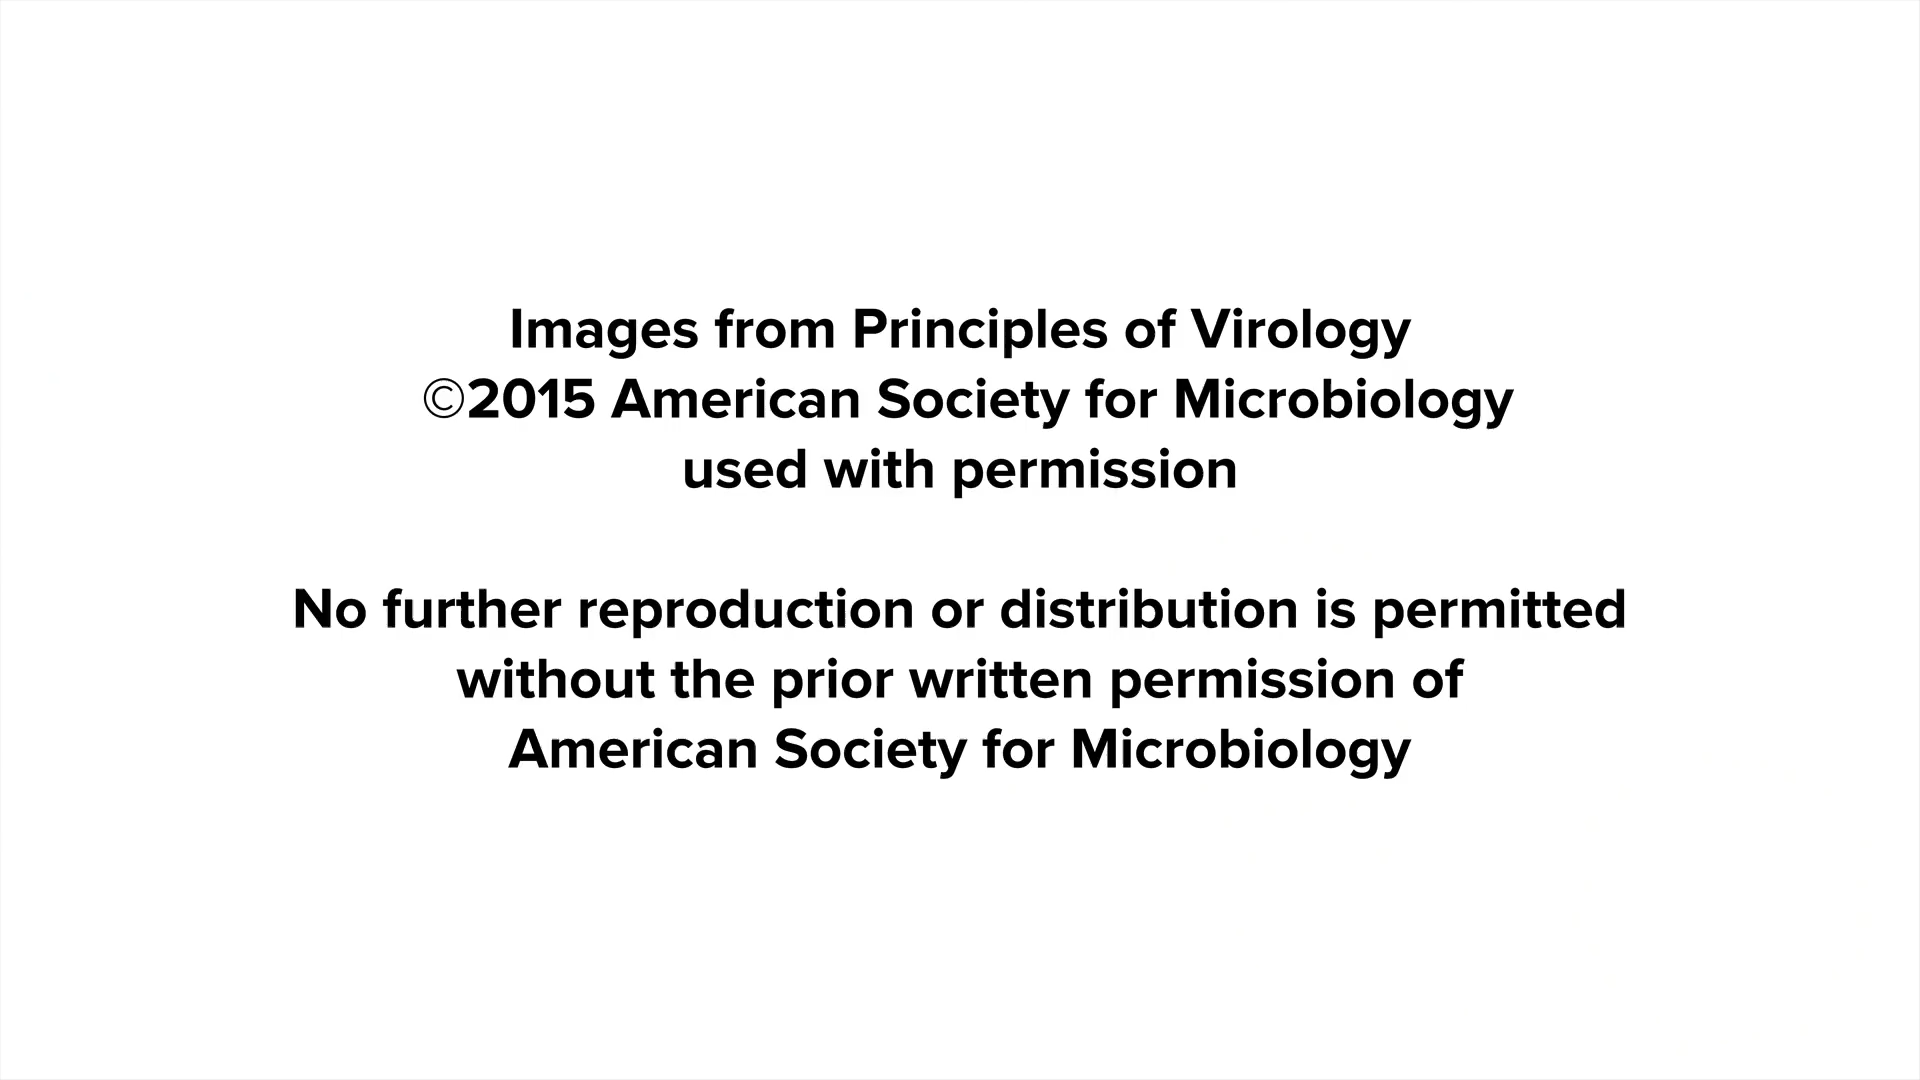 Images from Principles of Virology
©2015 American Society for Microbiology
used with permission
No further reproduction or distribution is permitted
without the prior written permission of
American Society for Microbiology